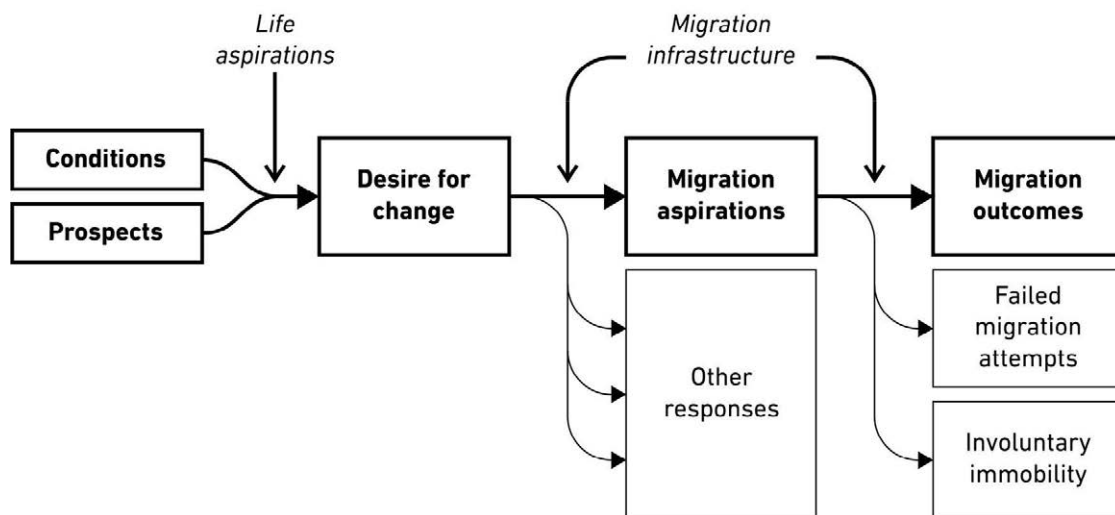 Life
aspirations
Migration
infrastructure
Conditions
Prospects
Desire for
change
Migration
aspirations
Migration
outcomes
Other
responses
Failed
migration
attempts
Involuntary
immobility